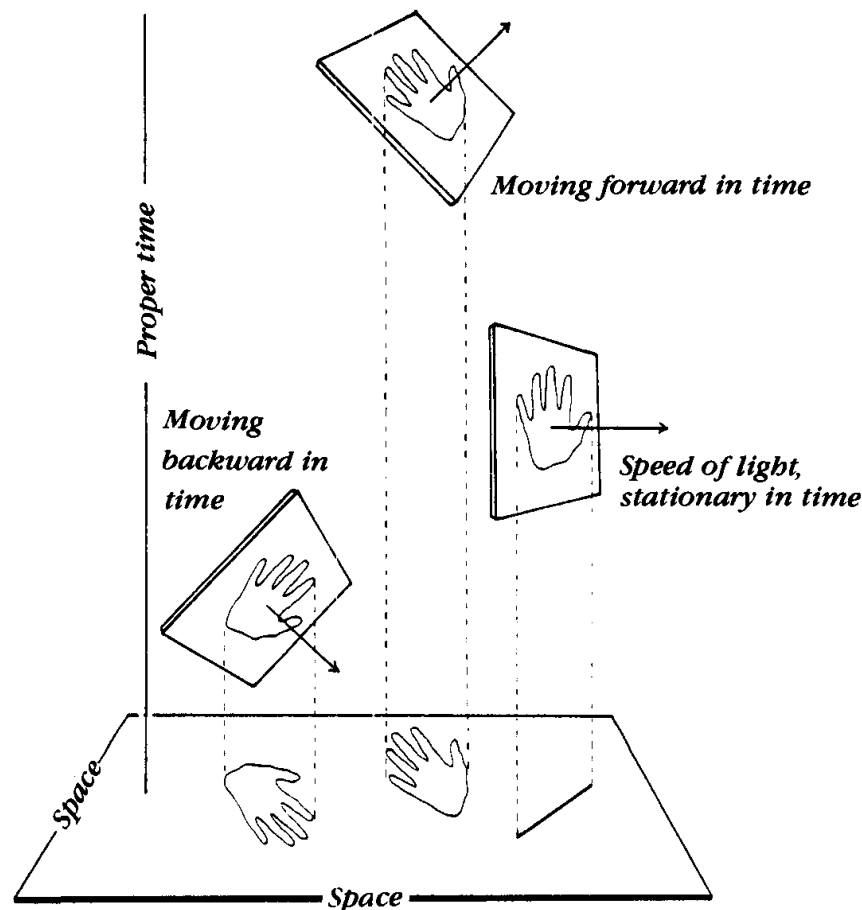 Moving forward in time
Proper time
Moving
backward in
time
Speed of light,
stationary in time
Space
Space